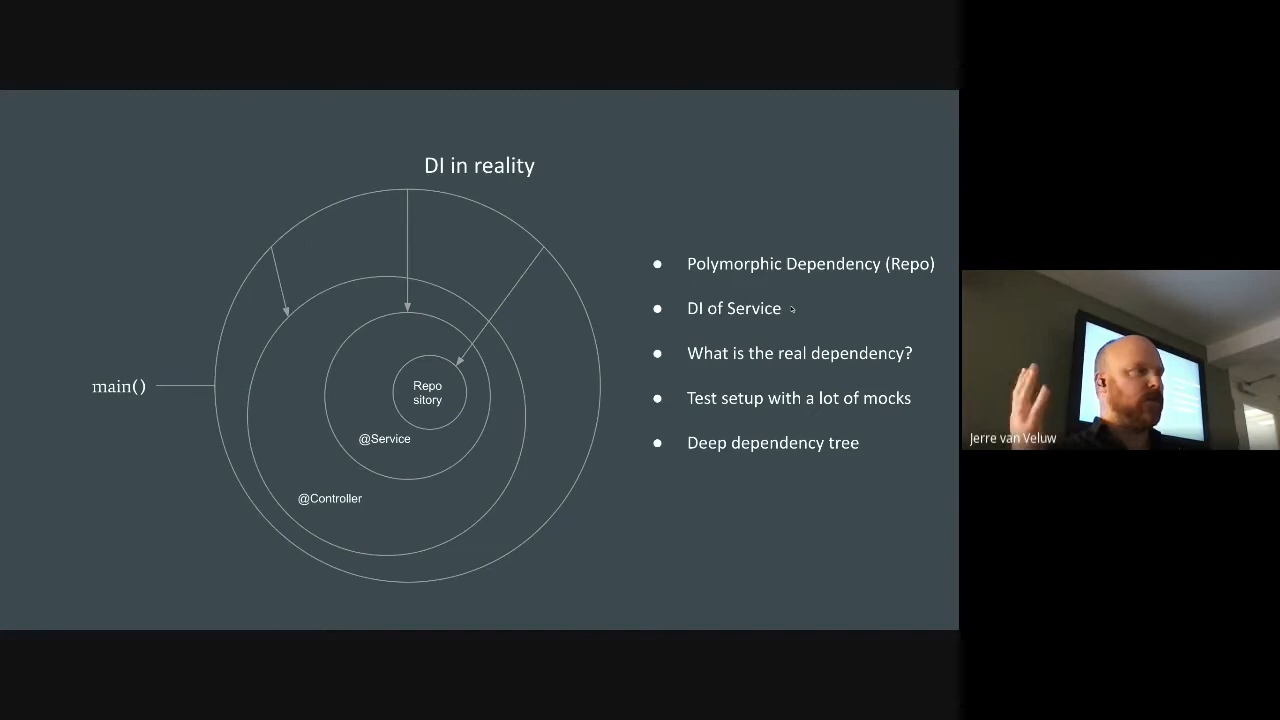 DI in reality
main()
Repo
sitory
@Service
@Controller
● Polymorphic Dependency (Repo)
● DI of Service
● What is the real dependency?
● Test setup with a lot of mocks
● Deep dependency tree
Jerre van Veluw